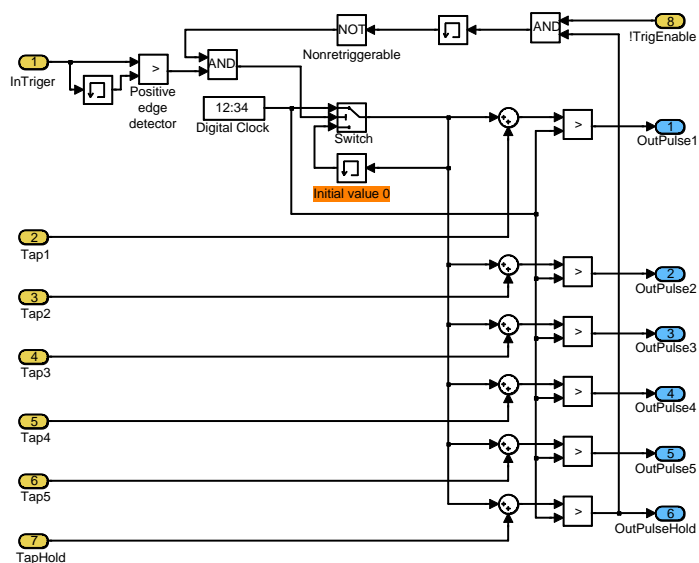 1
InTriger
>
Positive
edge
detector
AND
NOT
Nonretriggerable
AND
8
!TrigEnable
12:34
Digital Clock
Switch
Initial value 0
+
+
>
1
OutPulse1
2
Tap1
+
+
>
2
OutPulse2
3
Tap2
+
+
>
3
OutPulse3
4
Tap3
+
+
>
4
OutPulse4
5
Tap4
+
+
>
5
OutPulse5
6
Tap5
+
+
>
6
OutPulseHold
7
TapHold